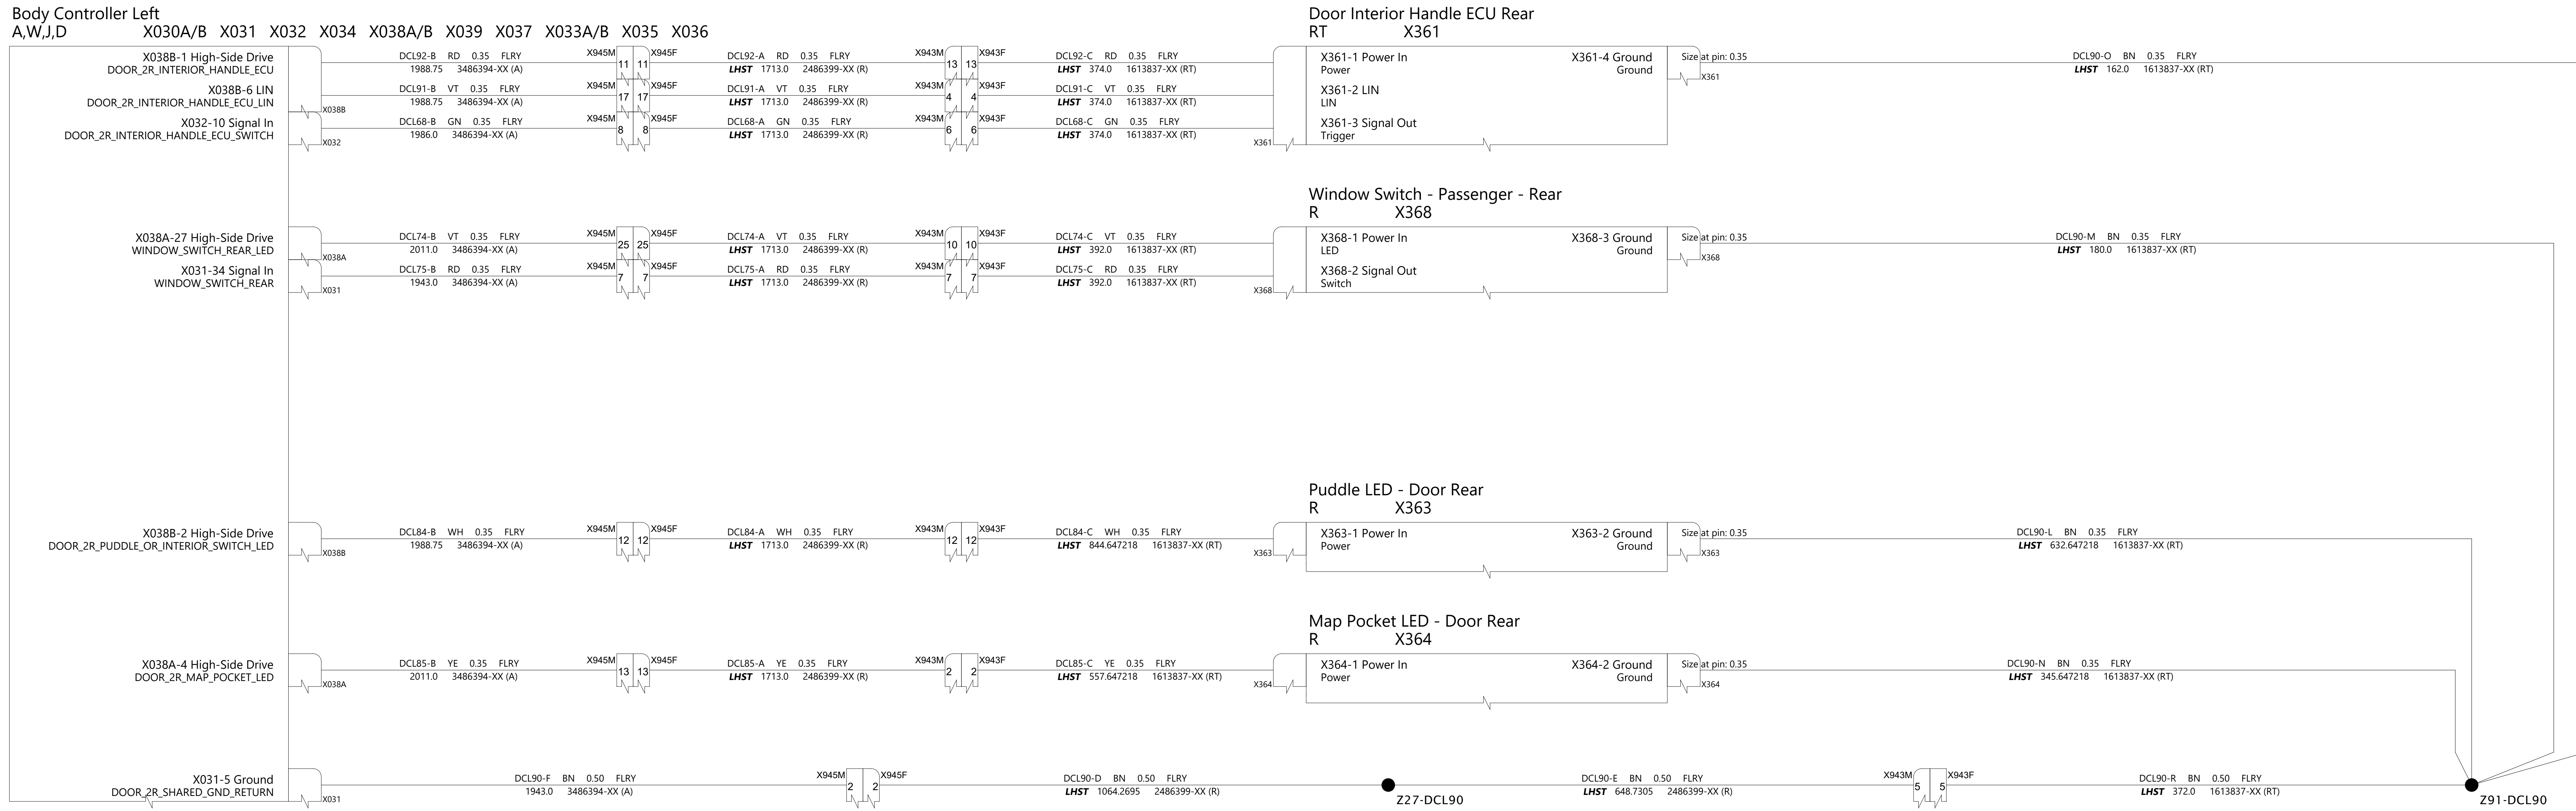 Body Controller Left
A,W,J,D X030A/B X031 X032 X034 X038A/B X039 X037 X033A/B X035 X036
Door Interior Handle ECU Rear
RT X361
X038B-1 High-Side Drive
DOOR_2R_INTERIOR_HANDLE_ECU
DCL92-B RD 0.35 FLRY
1988.75 3486394-XX (A)
X945M 11 11 X945F
DCL92-A RD 0.35 FLRY
LHST 1713.0 2486399-XX (R)
X943M 13 13 X943F
DCL92-C RD 0.35 FLRY
LHST 374.0 1613837-XX (RT)
X361-1 Power In
Power
X361-4 Ground
Ground
Size at pin: 0.35
X361
DCL90-O BN 0.35 FLRY
LHST 162.0 1613837-XX (RT)
X038B-6 LIN
DOOR_2R_INTERIOR_HANDLE_ECU_LIN
X038B
DCL91-B VT 0.35 FLRY
1988.75 3486394-XX (A)
X945M 17 17 X945F
DCL91-A VT 0.35 FLRY
LHST 1713.0 2486399-XX (R)
X943M 4 4 X943F
DCL91-C VT 0.35 FLRY
LHST 374.0 1613837-XX (RT)
X361-2 LIN
LIN
X032-10 Signal In
DOOR_2R_INTERIOR_HANDLE_ECU_SWITCH
X032
DCL68-B GN 0.35 FLRY
1986.0 3486394-XX (A)
X945M 8 8 X945F
DCL68-A GN 0.35 FLRY
LHST 1713.0 2486399-XX (R)
X943M 6 6 X943F
DCL68-C GN 0.35 FLRY
LHST 374.0 1613837-XX (RT)
X361
X361-3 Signal Out
Trigger
Window Switch - Passenger - Rear
R X368
X038A-27 High-Side Drive
WINDOW_SWITCH_REAR_LED
X038A
DCL74-B VT 0.35 FLRY
2011.0 3486394-XX (A)
X945M 25 25 X945F
DCL74-A VT 0.35 FLRY
LHST 1713.0 2486399-XX (R)
X943M 10 10 X943F
DCL74-C VT 0.35 FLRY
LHST 392.0 1613837-XX (RT)
X368-1 Power In
LED
X368-3 Ground
Ground
Size at pin: 0.35
X368
DCL90-M BN 0.35 FLRY
LHST 180.0 1613837-XX (RT)
X031-34 Signal In
WINDOW_SWITCH_REAR
X031
DCL75-B RD 0.35 FLRY
1943.0 3486394-XX (A)
X945M 7 7 X945F
DCL75-A RD 0.35 FLRY
LHST 1713.0 2486399-XX (R)
X943M 7 7 X943F
DCL75-C RD 0.35 FLRY
LHST 392.0 1613837-XX (RT)
X368
X368-2 Signal Out
Switch
Puddle LED - Door Rear
R X363
X038B-2 High-Side Drive
DOOR_2R_PUDDLE_OR_INTERIOR_SWITCH_LED
X038B
DCL84-B WH 0.35 FLRY
1988.75 3486394-XX (A)
X945M 12 12 X945F
DCL84-A WH 0.35 FLRY
LHST 1713.0 2486399-XX (R)
X943M 12 12 X943F
DCL84-C WH 0.35 FLRY
LHST 844.647218 1613837-XX (RT)
X363
X363-1 Power In
Power
X363-2 Ground
Ground
Size at pin: 0.35
X363
DCL90-L BN 0.35 FLRY
LHST 632.647218 1613837-XX (RT)
Map Pocket LED - Door Rear
R X364
X038A-4 High-Side Drive
DOOR_2R_MAP_POCKET_LED
X038A
DCL85-B YE 0.35 FLRY
2011.0 3486394-XX (A)
X945M 13 13 X945F
DCL85-A YE 0.35 FLRY
LHST 1713.0 2486399-XX (R)
X943M 2 2 X943F
DCL85-C YE 0.35 FLRY
LHST 557.647218 1613837-XX (RT)
X364
X364-1 Power In
Power
X364-2 Ground
Ground
Size at pin: 0.35
X364
DCL90-N BN 0.35 FLRY
LHST 345.647218 1613837-XX (RT)
X031-5 Ground
DOOR_2R_SHARED_GND_RETURN
X031
DCL90-F BN 0.50 FLRY
1943.0 3486394-XX (A)
X945M 2 2 X945F
DCL90-D BN 0.50 FLRY
LHST 1064.2695 2486399-XX (R)
Z27-DCL90
DCL90-E BN 0.50 FLRY
LHST 648.7305 2486399-XX (R)
X943M 5 5 X943F
DCL90-R BN 0.50 FLRY
LHST 372.0 1613837-XX (RT)
Z91-DCL90